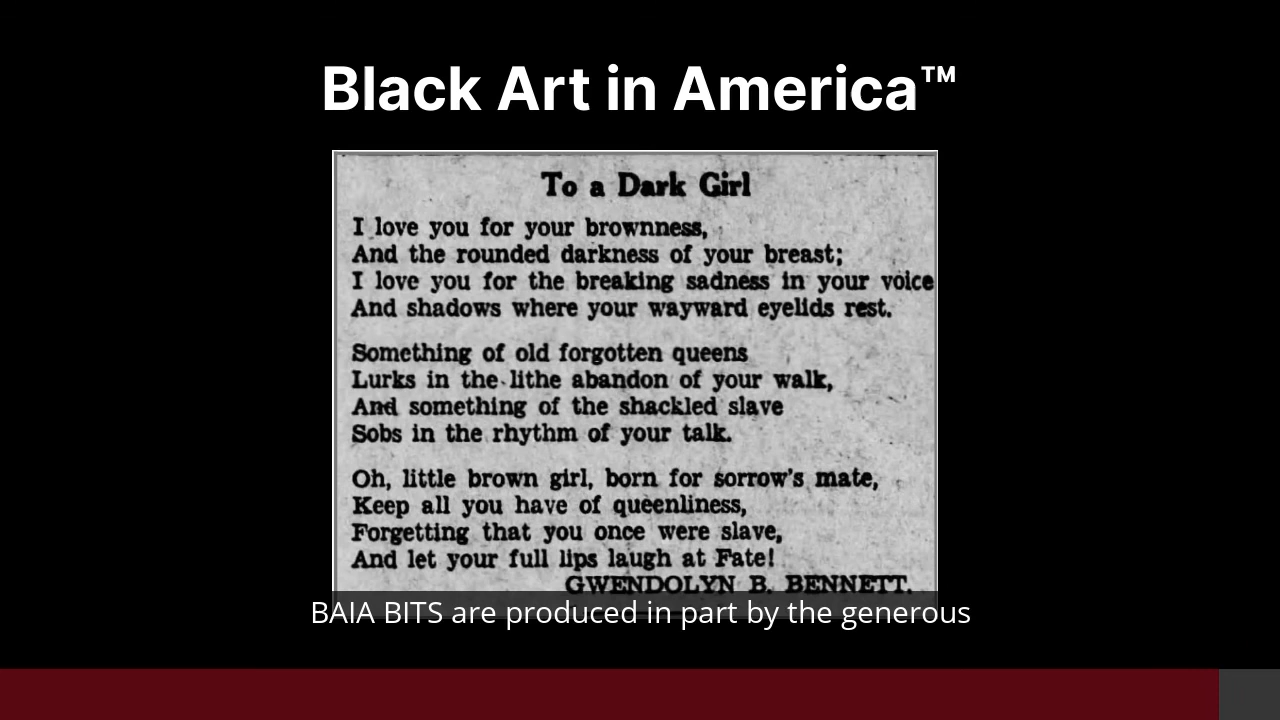 Black Art in America™
To a Dark Girl
I love you for your brownness,
And the rounded darkness of your breast;
I love you for the breaking sadness in your voice
And shadows where your wayward eyelids rest.
Something of old forgotten queens
Lurks in the lithe abandon of your walk,
And something of the shackled slave
Sobs in the rhythm of your talk.
Oh, little brown girl, born for sorrow's mate,
Keep all you have of queenliness,
Forgetting that you once were slave,
And let your full lips laugh at Fate!
GWENDOLYN B. BENNETT.
BAIA BITS are produced in part by the generous